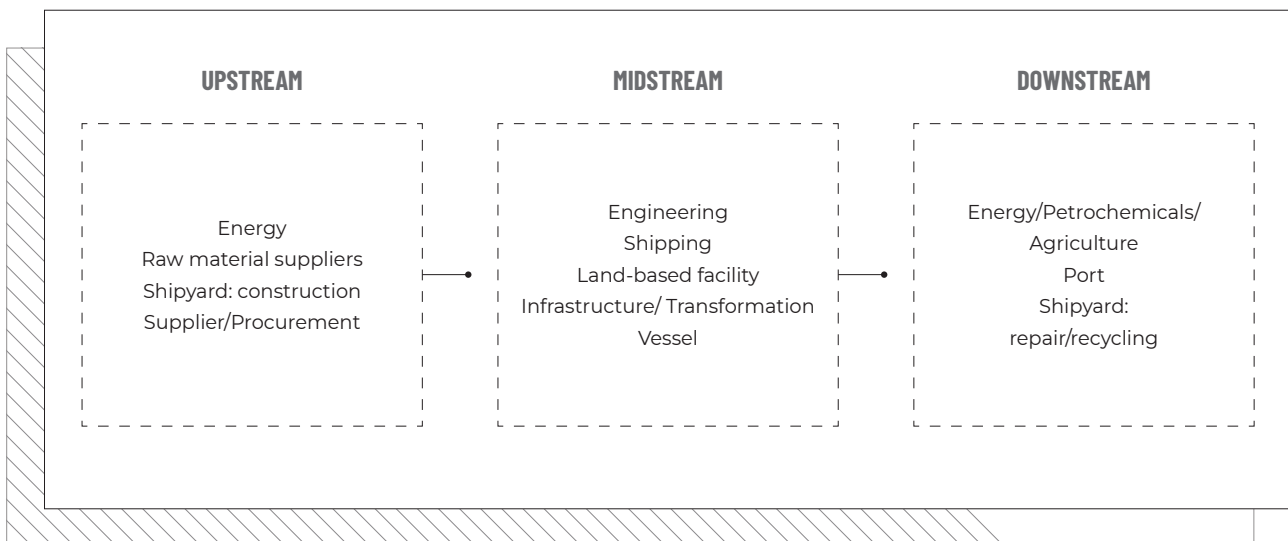 UPSTREAM
Energy
Raw material suppliers
Shipyard: construction
Supplier/Procurement
MIDSTREAM
Engineering
Shipping
Land-based facility
Infrastructure/ Transformation
Vessel
DOWNSTREAM
Energy/Petrochemicals/
Agriculture
Port
Shipyard:
repair/recycling